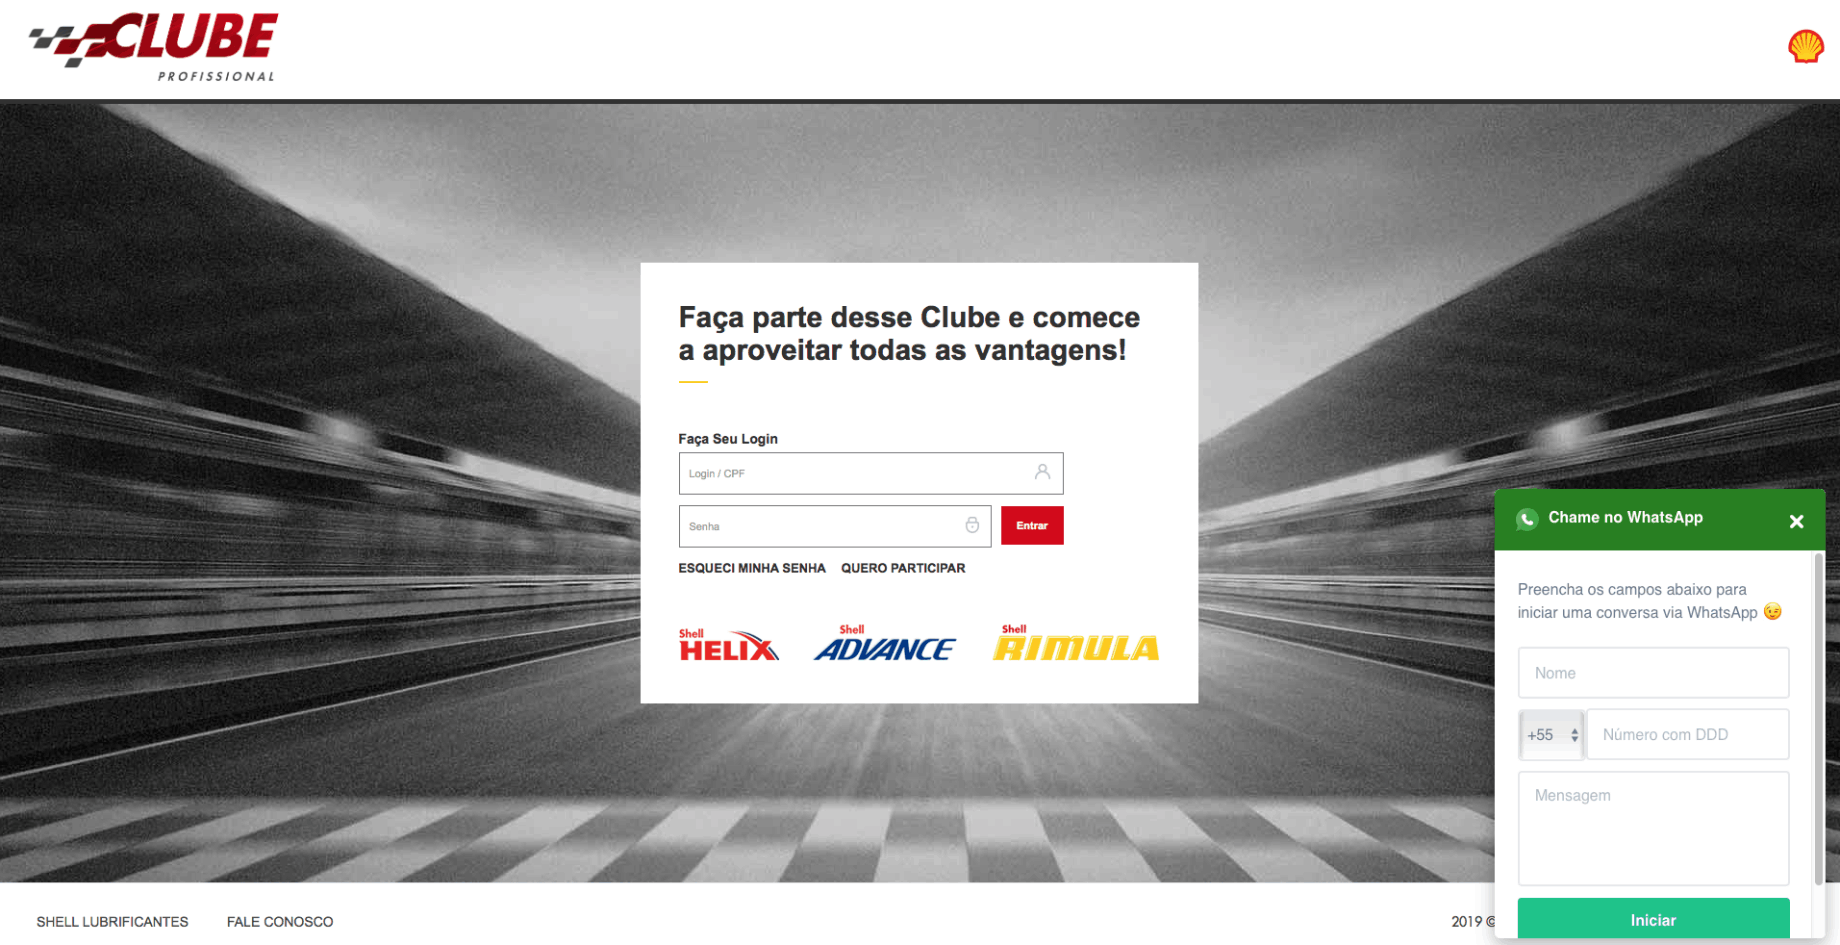 CLUBE
PROFISSIONAL
Faça parte desse Clube e comece
a aproveitar todas as vantagens!
Faça Seu Login
Login / CPF
Senha
Entrar
ESQUECI MINHA SENHA QUERO PARTICIPAR
Shell HELIX
Shell ADVANCE
Shell RIMULA
Chame no WhatsApp
Preencha os campos abaixo para
iniciar uma conversa via WhatsApp 😉
Nome
+55 Número com DDD
Mensagem
Iniciar
SHELL LUBRIFICANTES FALE CONOSCO
2019 ©